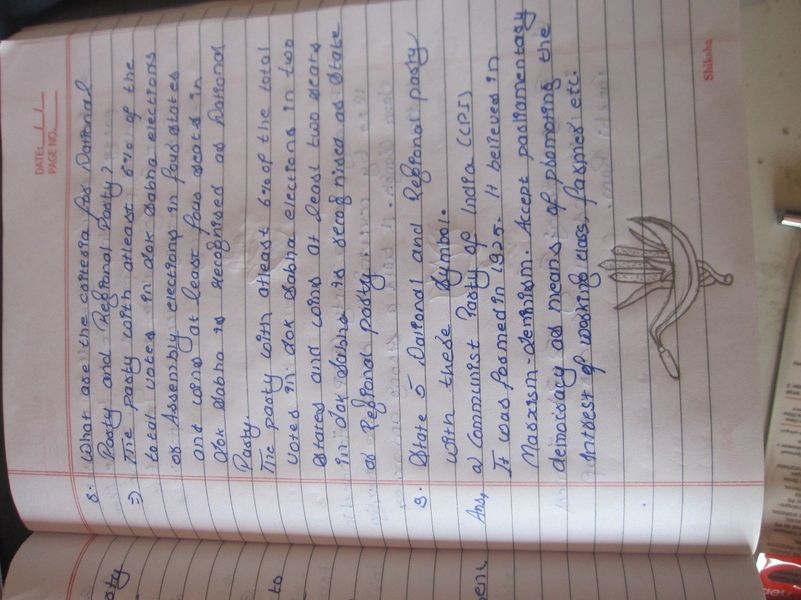 DATE: / /
PAGE NO.
8. What are the criteria for National
Party and Regional Party?
⇒ The party with atleast 6% of the
total votes in Lok Sabha elections
or Assembly elections in four states
and wins at least four seats in
Lok Sabha is recognised as National
Party.
The party with atleast 6% of the total
votes in Lok Sabha elections in two
states and wins at least two seats
in Lok Sabha is recognised as State
or Regional party.
9. State 5 National and Regional party
with these symbol.
Ans, a) Communist Party of India (CPI)
It was formed in 1925. It believes in
Marxism-leninism. Accept parliamentary
democracy as means of promoting the
intrest of working class, farmies etc.
Shiksha
oty
to